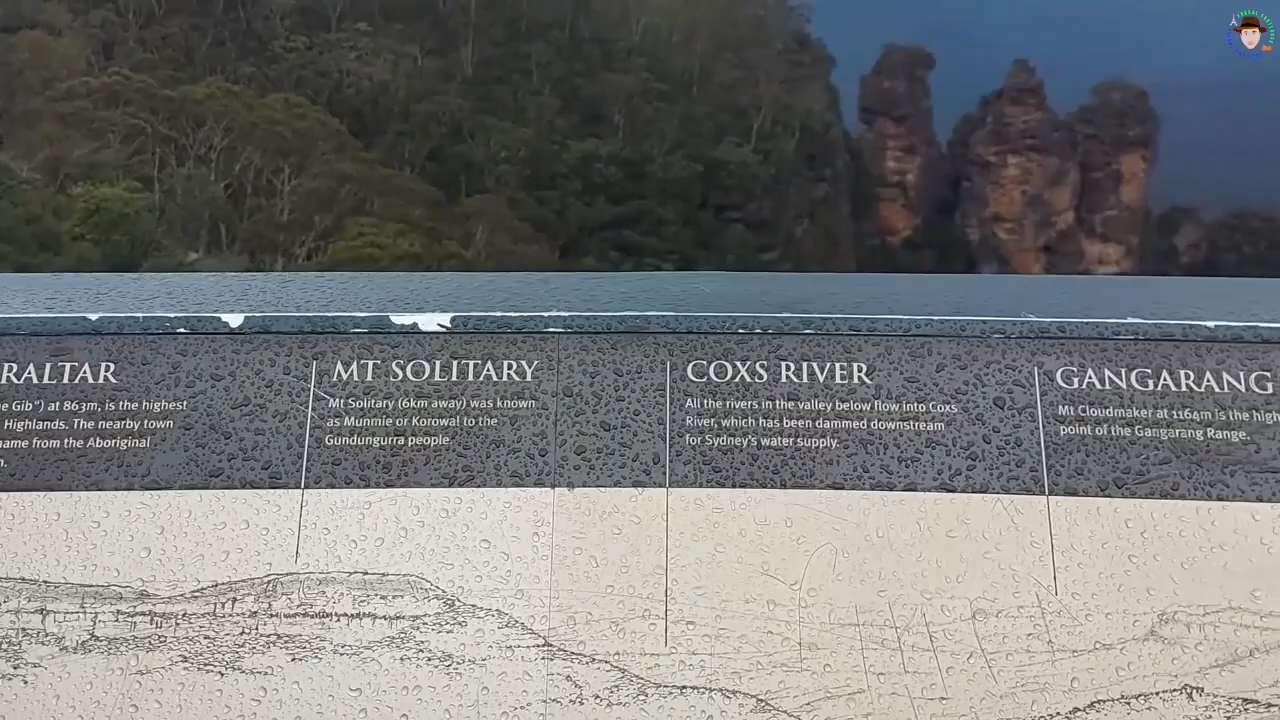 RALTAR
e Gib") at 863m, is the highest
Highlands. The nearby town
name from the Aboriginal
n.
MT SOLITARY
Mt Solitary (6km away) was known
as Munmie or Korowal to the
Gundungurra people.
COXS RIVER
All the rivers in the valley below flow into Coxs
River, which has been dammed downstream
for Sydney's water supply.
GANGARANG
Mt Cloudmaker at 1164m is the high
point of the Gangarang Range.